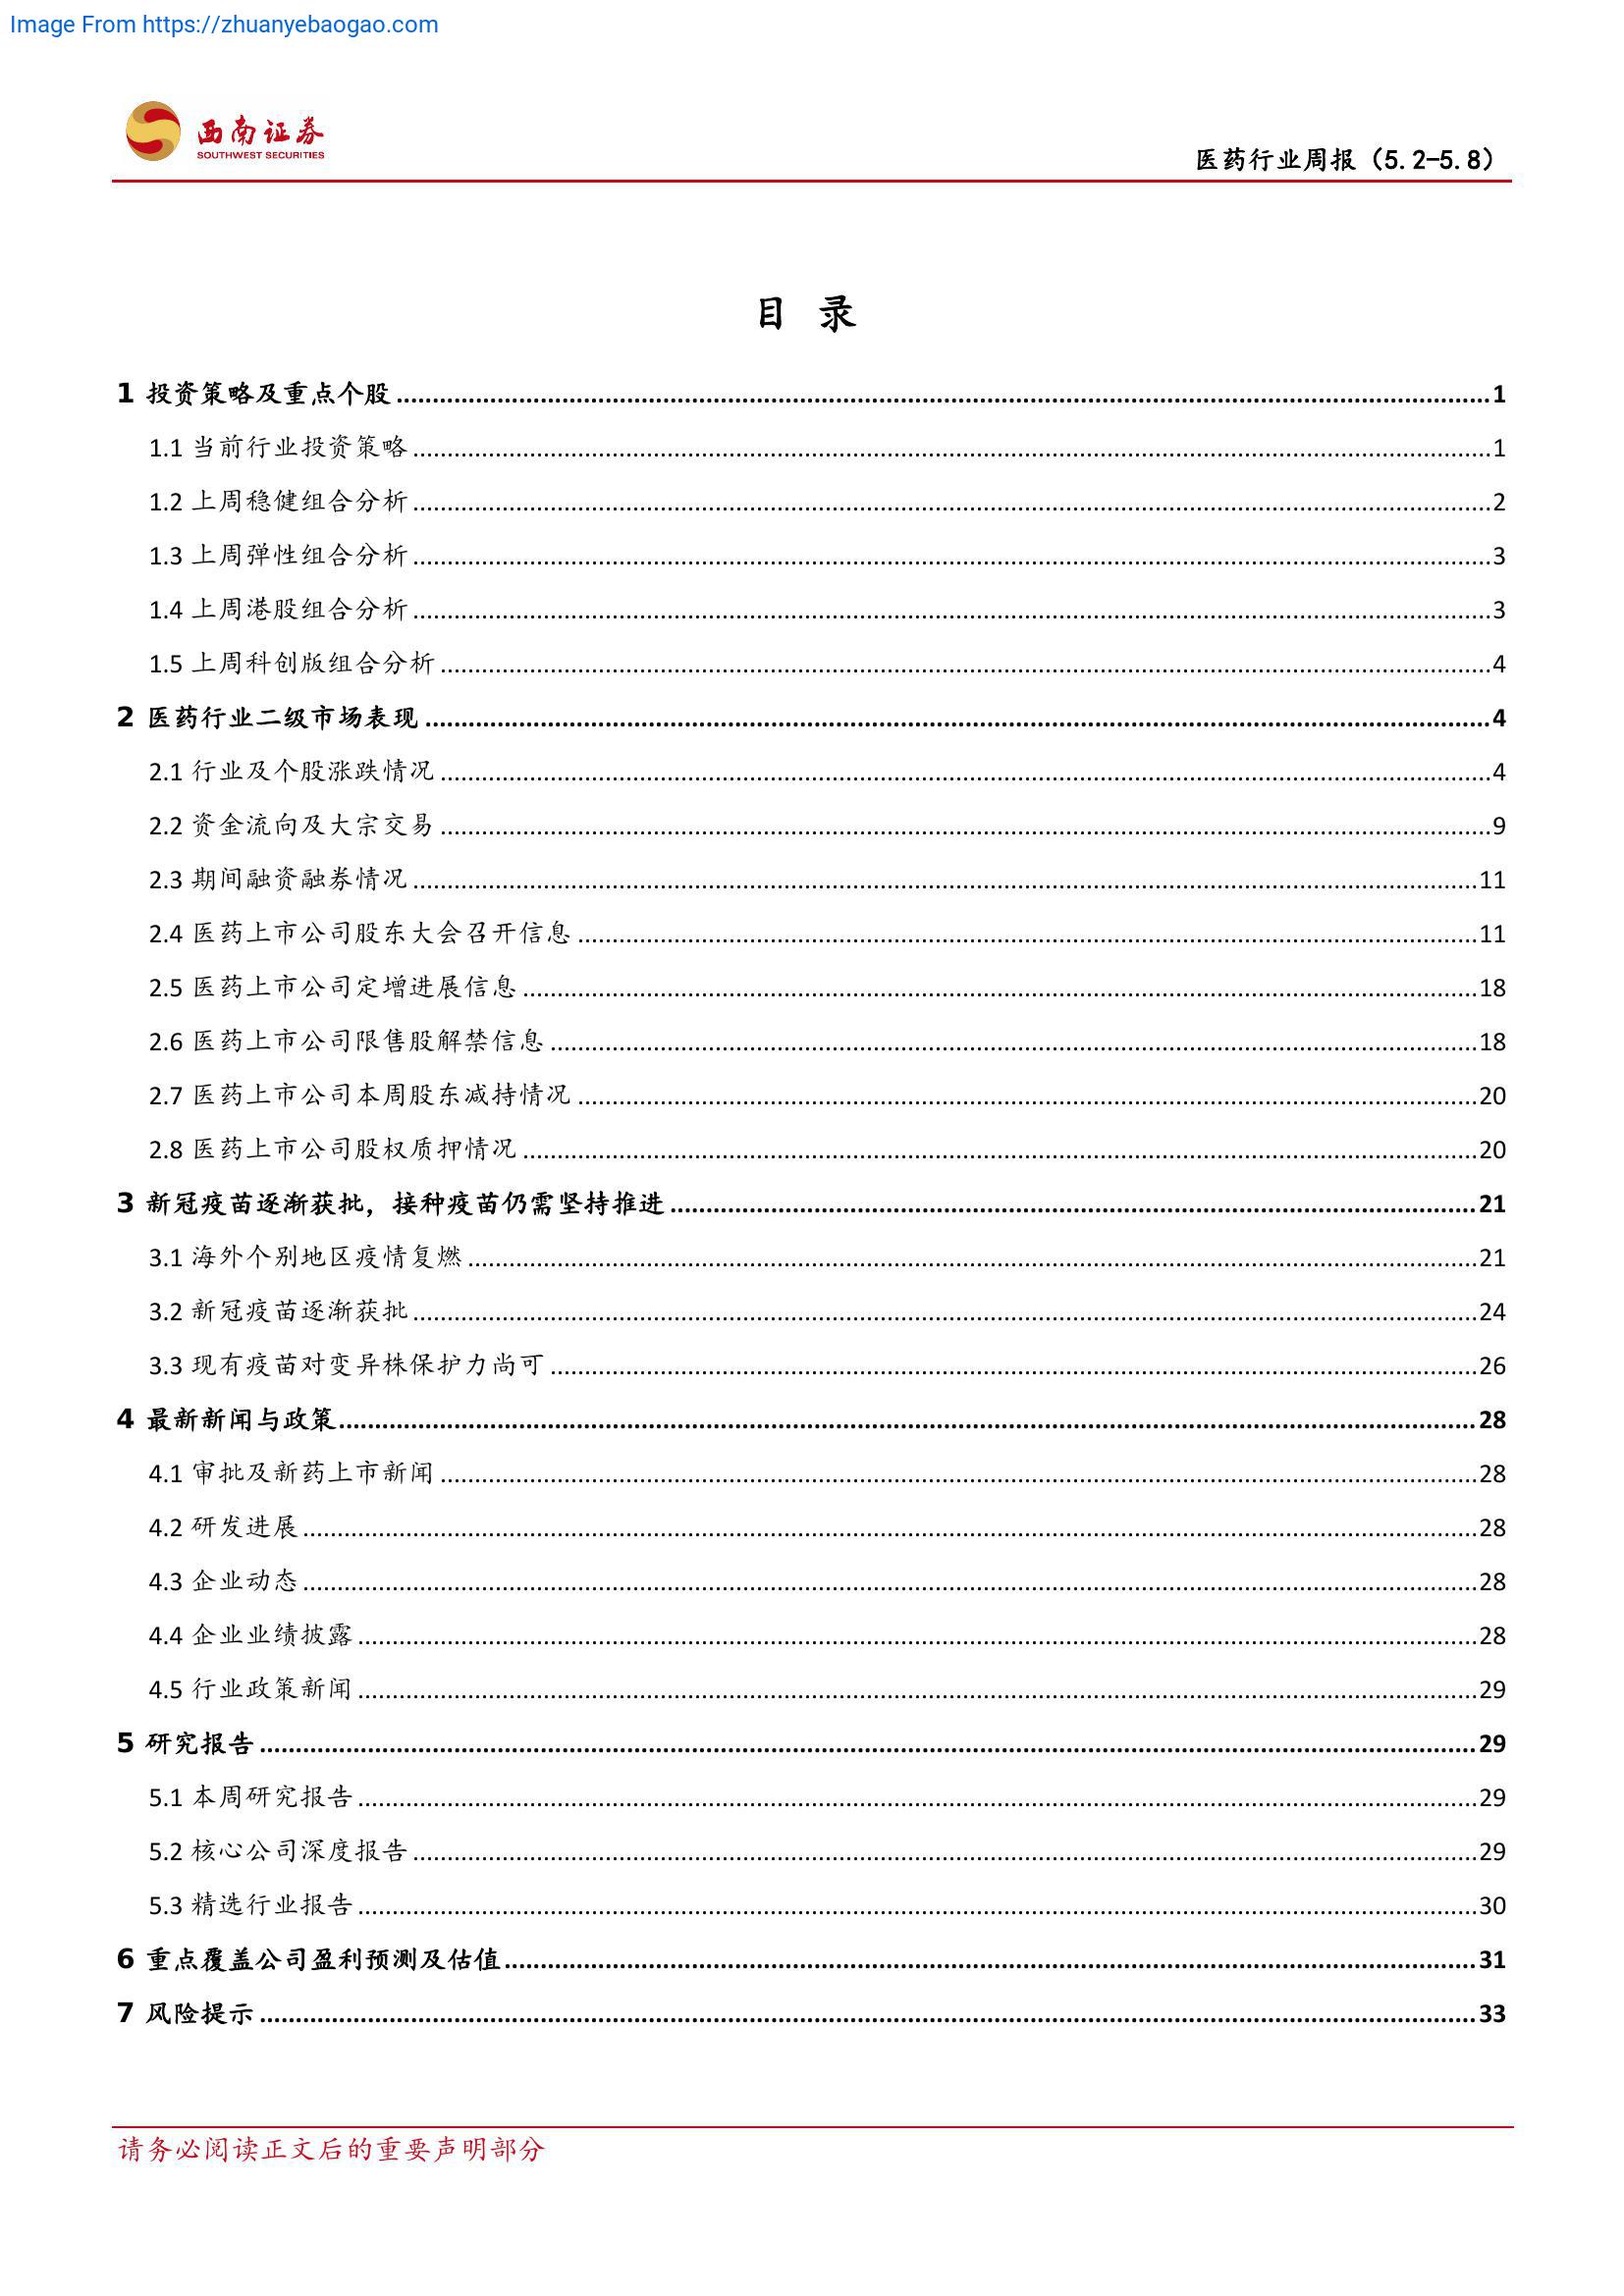 Image From https://zhuanyebaogao.com
西南证券
SOUTHWEST SECURITIES
医药行业周报（5.2-5.8）
目 录
1 投资策略及重点个股 1
1.1 当前行业投资策略 1
1.2 上周稳健组合分析 2
1.3 上周弹性组合分析 3
1.4 上周港股组合分析 3
1.5 上周科创版组合分析 4
2 医药行业二级市场表现 4
2.1 行业及个股涨跌情况 4
2.2 资金流向及大宗交易 9
2.3 期间融资融券情况 11
2.4 医药上市公司股东大会召开信息 11
2.5 医药上市公司定增进展信息 18
2.6 医药上市公司限售股解禁信息 18
2.7 医药上市公司本周股东减持情况 20
2.8 医药上市公司股权质押情况 20
3 新冠疫苗逐渐获批，接种疫苗仍需坚持推进 21
3.1 海外个别地区疫情复燃 21
3.2 新冠疫苗逐渐获批 24
3.3 现有疫苗对变异株保护力尚可 26
4 最新新闻与政策 28
4.1 审批及新药上市新闻 28
4.2 研发进展 28
4.3 企业动态 28
4.4 企业业绩披露 28
4.5 行业政策新闻 29
5 研究报告 29
5.1 本周研究报告 29
5.2 核心公司深度报告 29
5.3 精选行业报告 30
6 重点覆盖公司盈利预测及估值 31
7 风险提示 33
请务必阅读正文后的重要声明部分